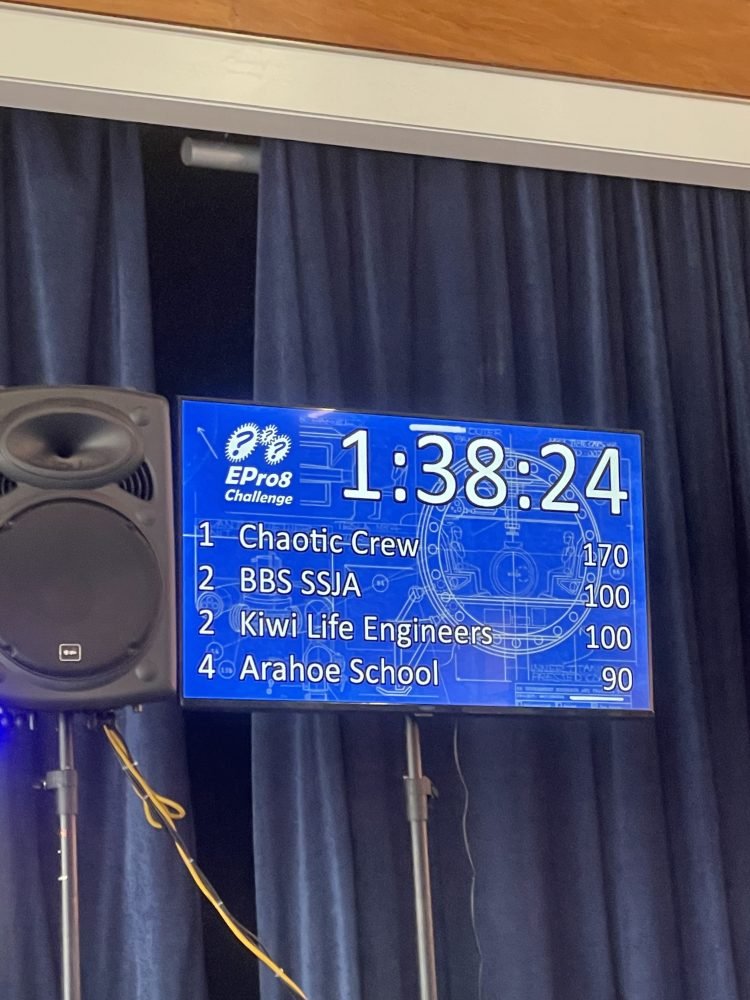 EPro8
Challenge
1:38:24
1 Chaotic Crew 170
2 BBS SSJA 100
2 Kiwi Life Engineers 100
4 Arahoe School 90